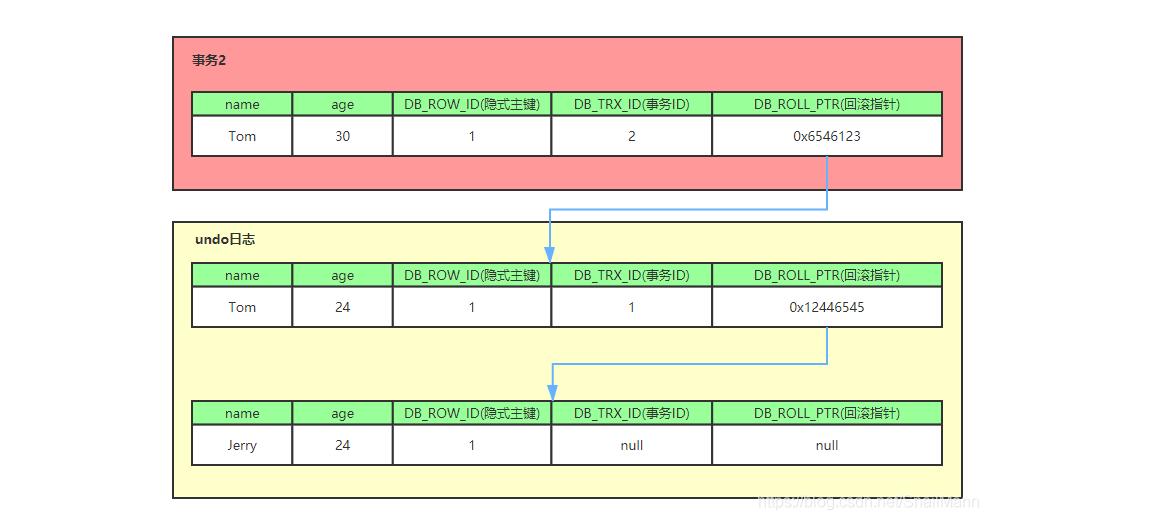 事务2
name age DB_ROW_ID(隐式主键) DB_TRX_ID(事务ID) DB_ROLL_PTR(回滚指针)
Tom 30 1 2 0x6546123
undo日志
name age DB_ROW_ID(隐式主键) DB_TRX_ID(事务ID) DB_ROLL_PTR(回滚指针)
Tom 24 1 1 0x12446545
name age DB_ROW_ID(隐式主键) DB_TRX_ID(事务ID) DB_ROLL_PTR(回滚指针)
Jerry 24 1 null null
https://blog.csdn.net/SnailMann